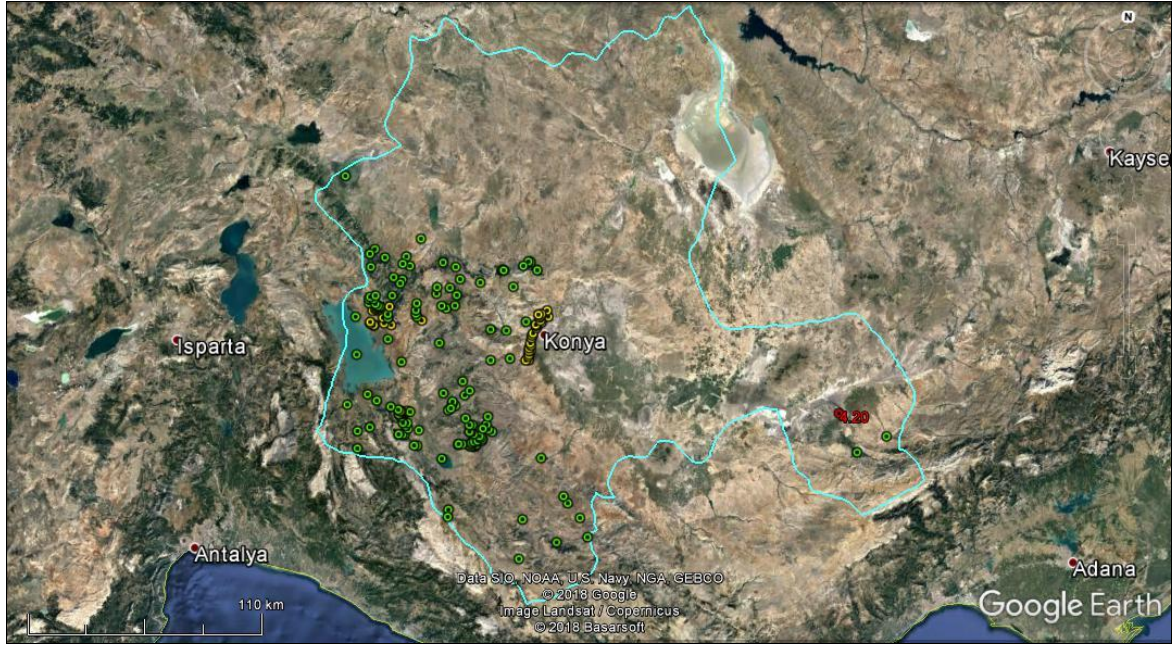 N
Kayse
Isparta
Konya
4.20
Antalya
Adana
Data SIO, NOAA, U.S. Navy, NGA, GEBCO
© 2018 Google
Image Landsat / Copernicus
© 2018 Basarsoft
110 km
Google Earth